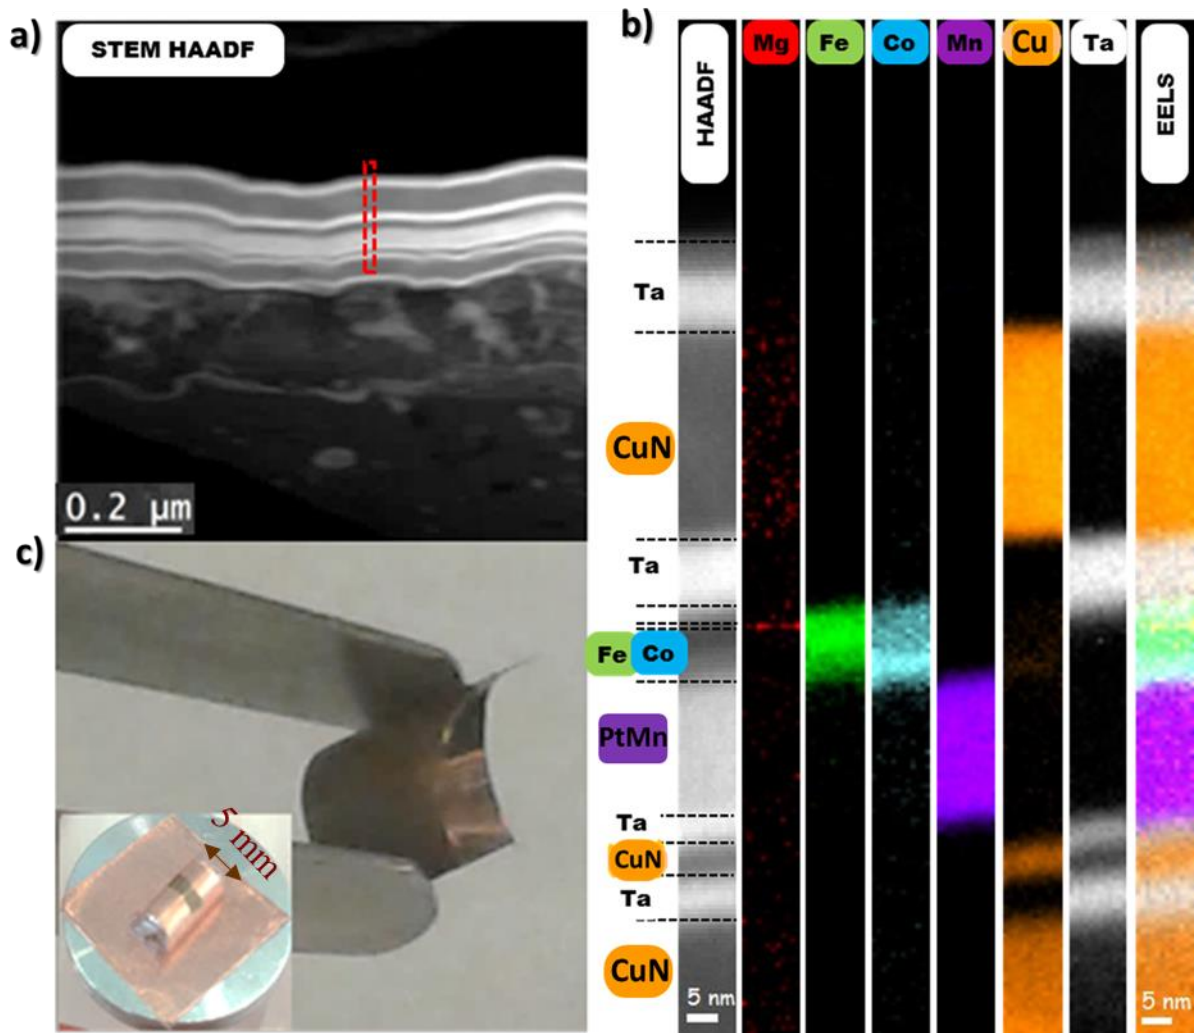 a)
STEM HAADF
0.2 µm
b)
HAADF
Mg
Fe
Co
Mn
Cu
Ta
EELS
Ta
CuN
Ta
Fe Co
PtMn
Ta
CuN
Ta
CuN
5 nm
5 nm
c)
5 mm